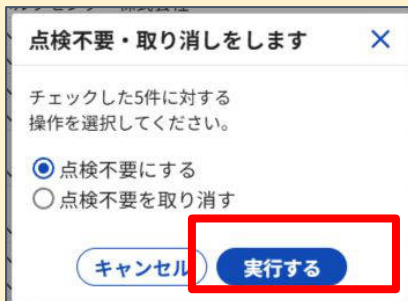 点検不要・取り消しをします
チェックした5件に対する
操作を選択してください。
点検不要にする
点検不要を取り消す
キャンセル
実行する